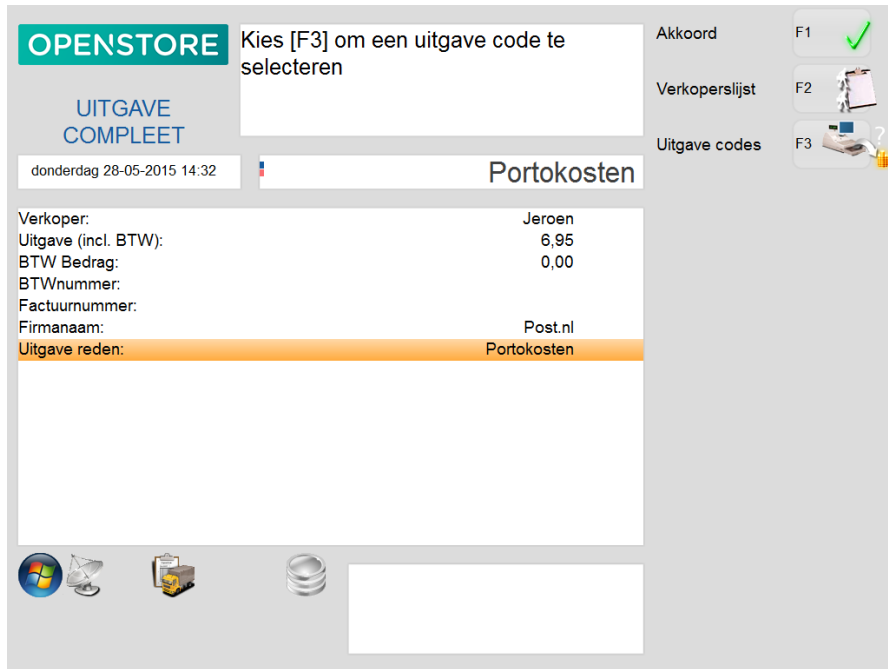 OPENSTORE
Kies [F3] om een uitgave code te
selecteren
UITGAVE
COMPLEET
donderdag 28-05-2015 14:32
Portokosten
Akkoord F1
Verkoperslijst F2
Uitgave codes F3
Verkoper: Jeroen
Uitgave (incl. BTW): 6,95
BTW Bedrag: 0,00
BTWnummer:
Factuurnummer:
Firmanaam: Post.nl
Uitgave reden: Portokosten